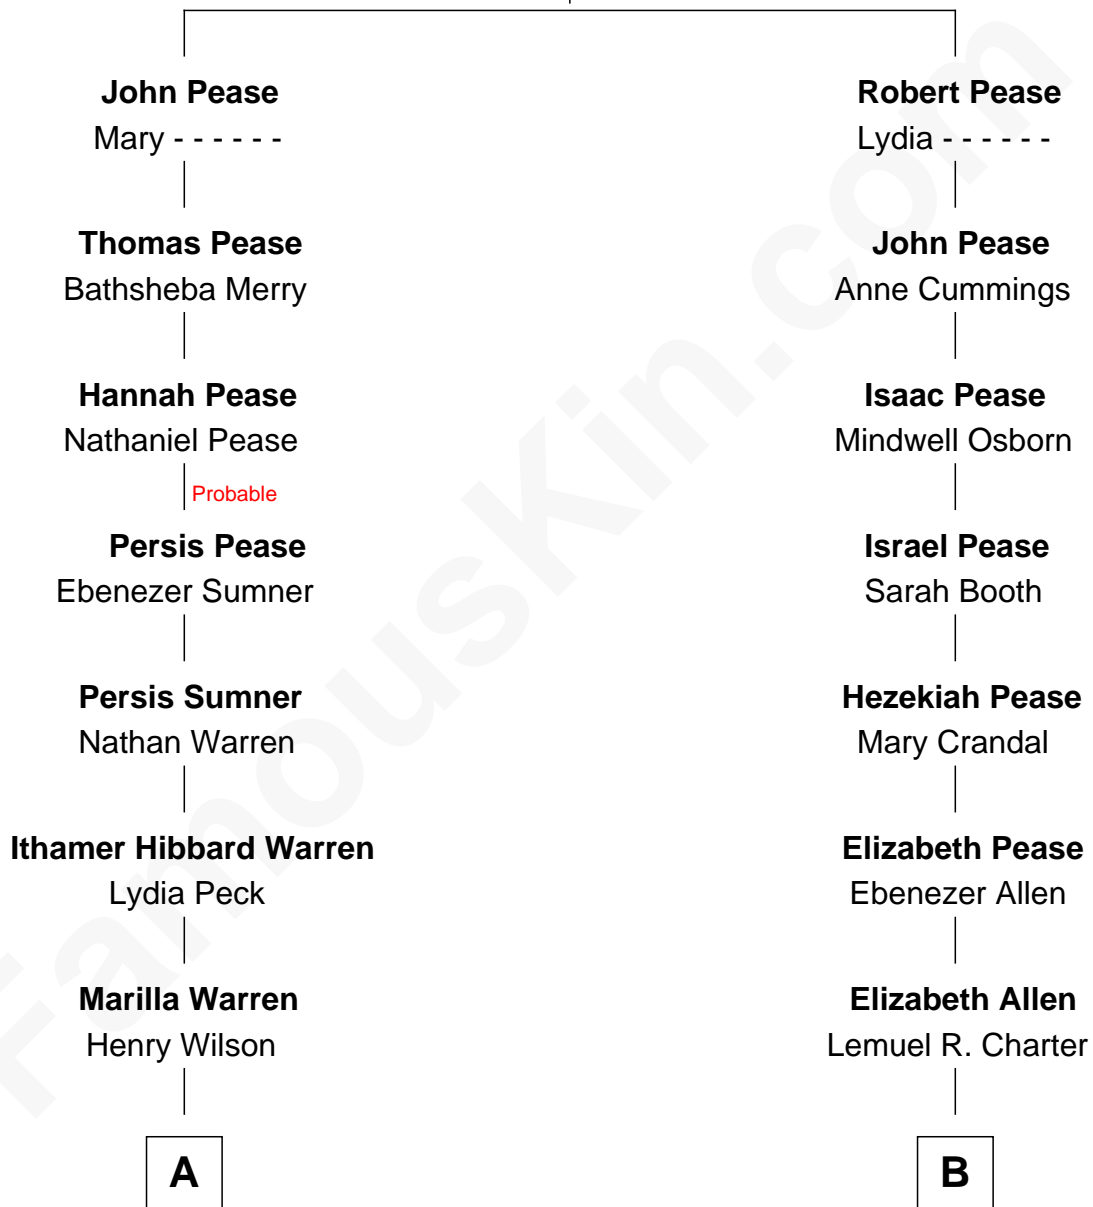 John Pease
Mary - - - - - -
Robert Pease
Lydia - - - - - -
Thomas Pease
Bathsheba Merry
John Pease
Anne Cummings
Hannah Pease
Nathaniel Pease
Isaac Pease
Mindwell Osborn
Probable
Persis Pease
Ebenezer Sumner
Israel Pease
Sarah Booth
Persis Sumner
Nathan Warren
Hezekiah Pease
Mary Crandal
Ithamer Hibbard Warren
Lydia Peck
Elizabeth Pease
Ebenezer Allen
Marilla Warren
Henry Wilson
Elizabeth Allen
Lemuel R. Charter
A
B
FamousKin.com